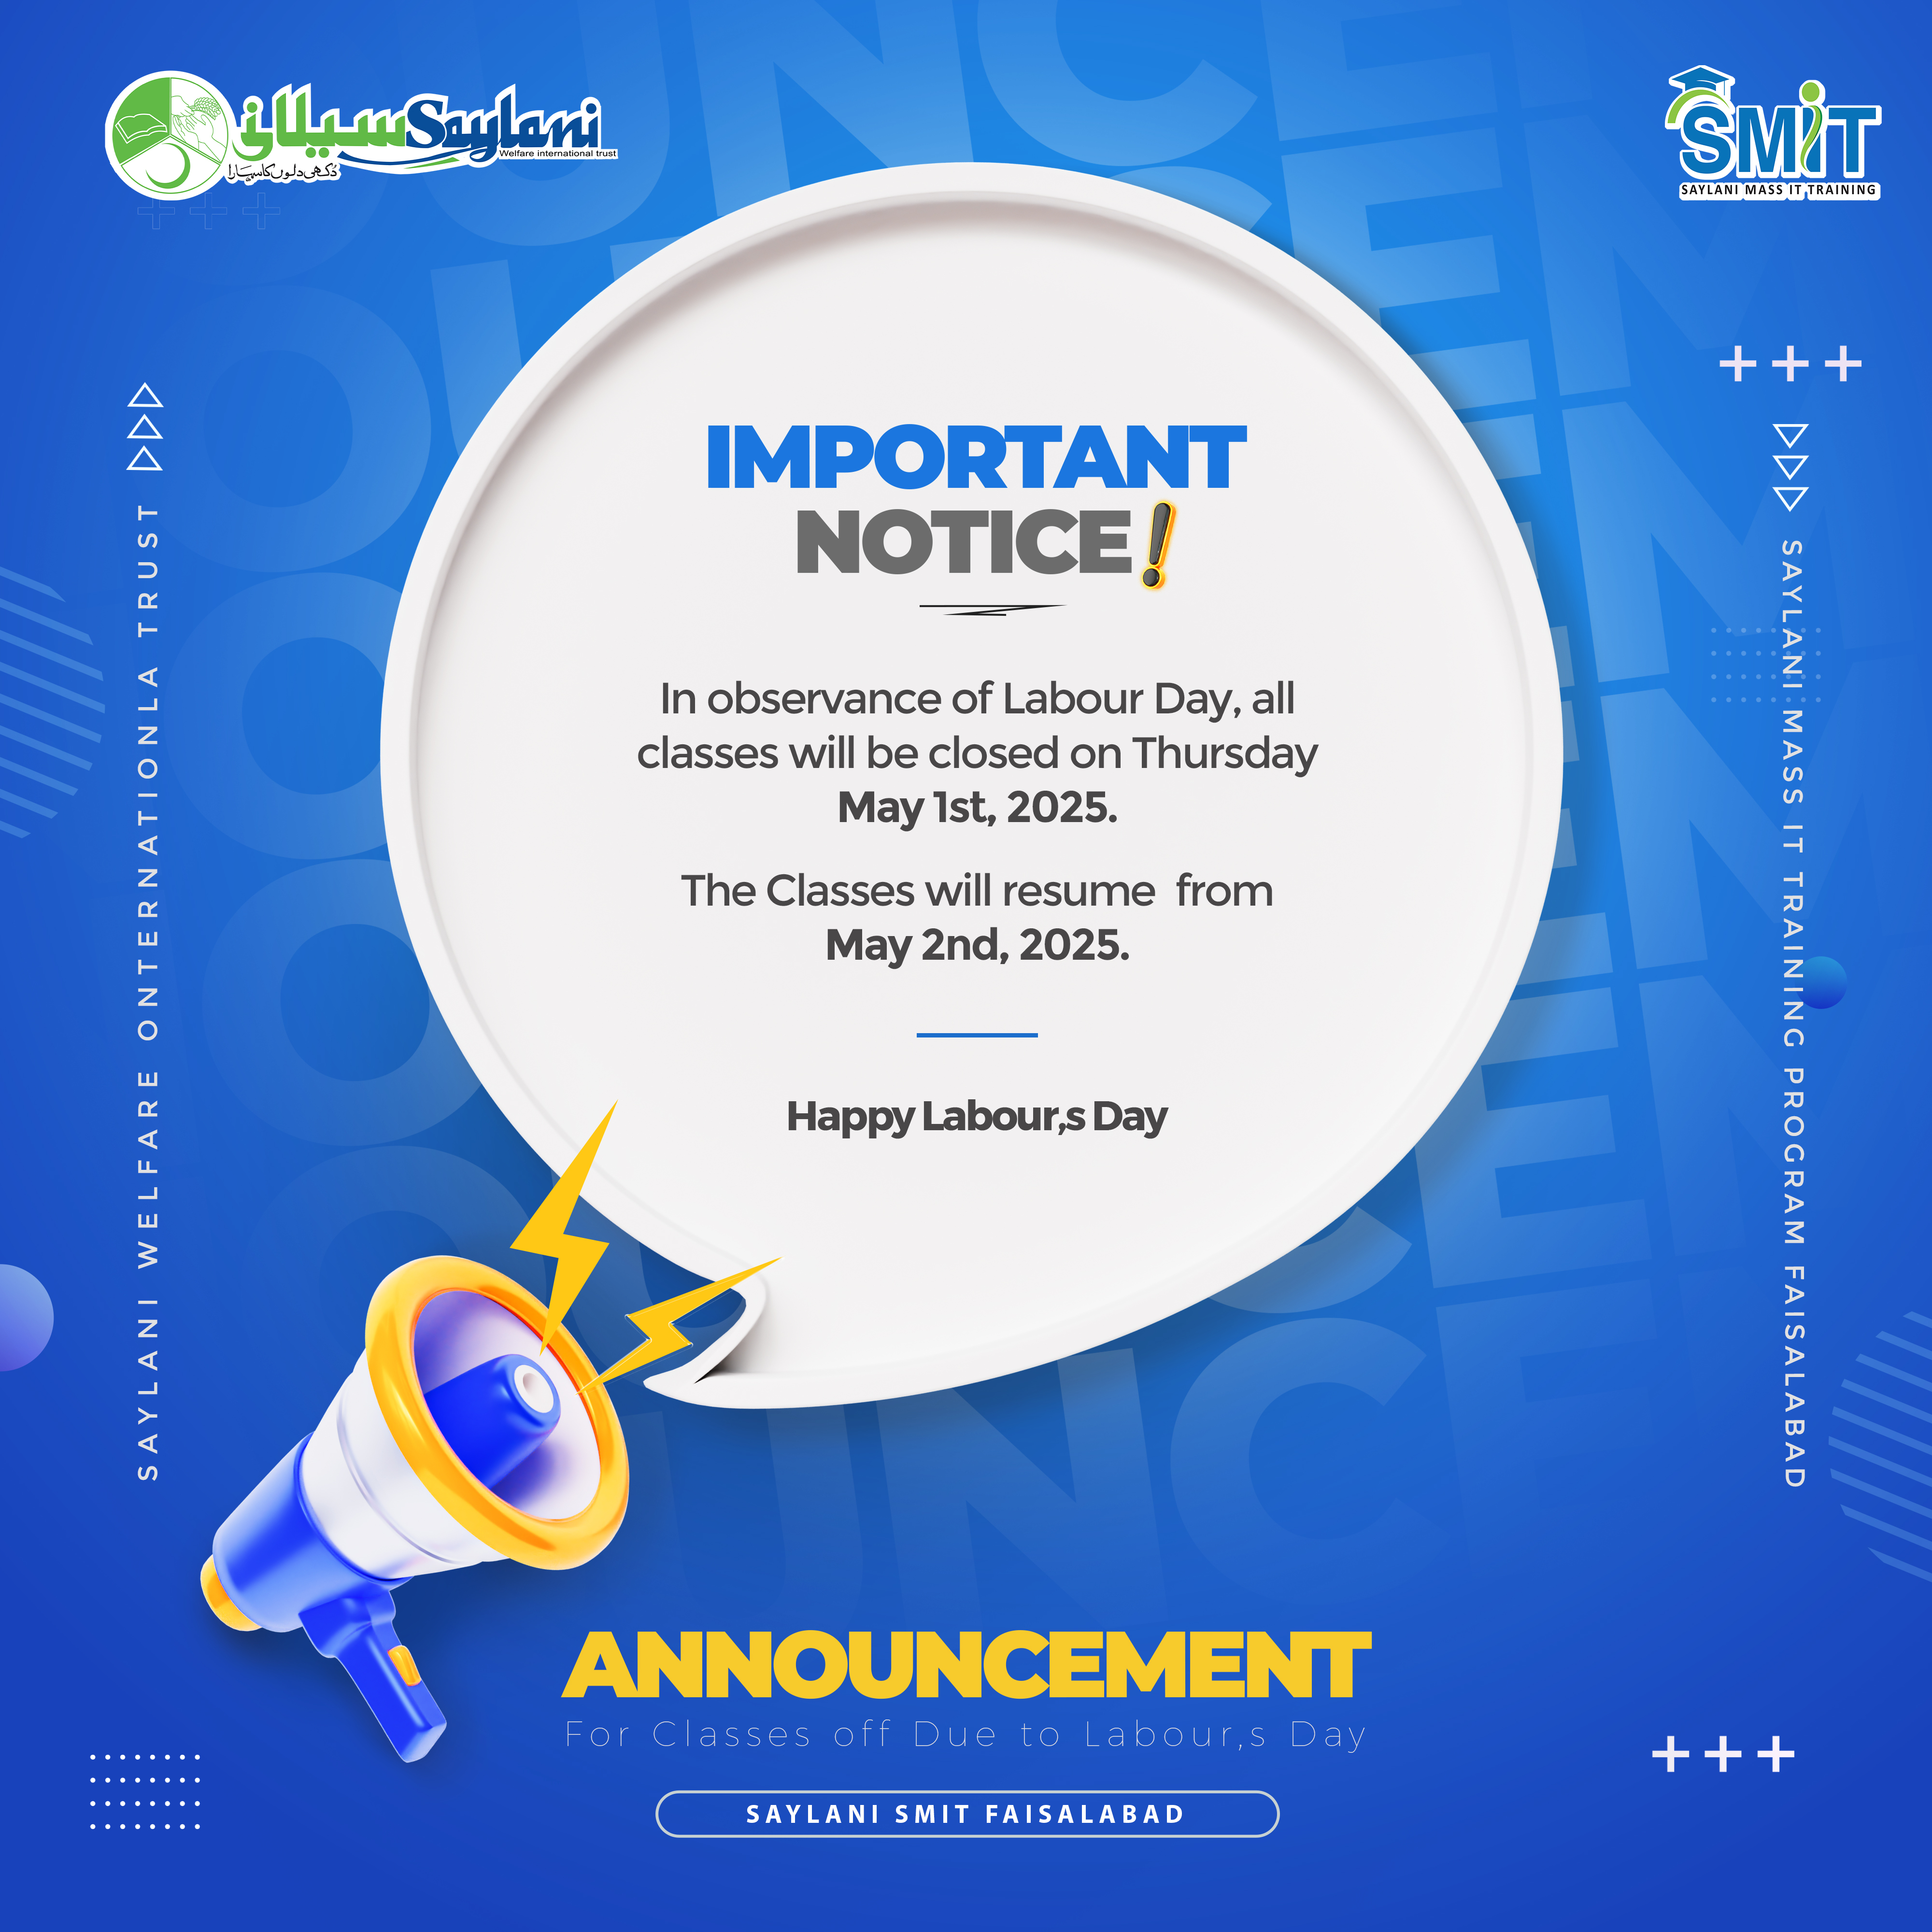 سیلانی Saylani
Welfare international trust
دُکھی دلوں کا سہارا
SMiT
SAYLANI MASS IT TRAINING
SAYLANI WELFARE ONTERNATIONLA TRUST
IMPORTANT
NOTICE!
In observance of Labour Day, all
classes will be closed on Thursday
May 1st, 2025.
The Classes will resume from
May 2nd, 2025.
Happy Labour,s Day
SAYLANI MASS IT TRAINING PROGRAM FAISALABAD
ANNOUNCEMENT
For Classes off Due to Labour,s Day
SAYLANI SMIT FAISALABAD